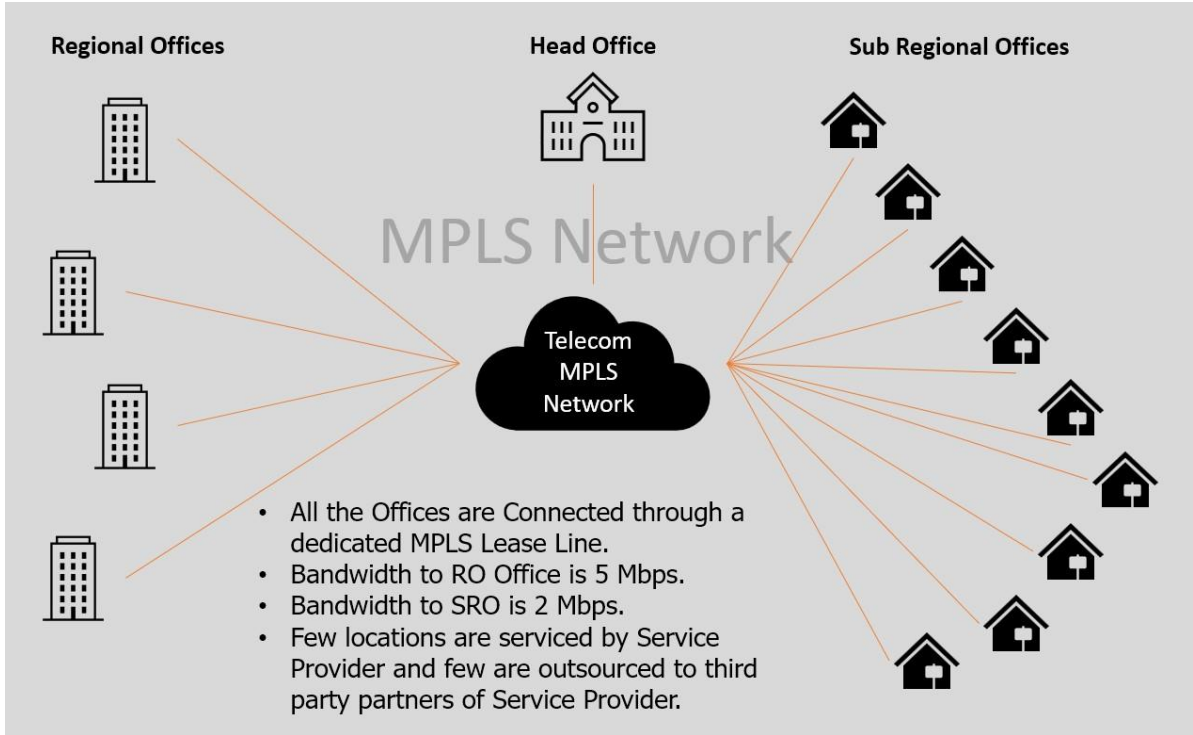 Regional Offices
Head Office
Sub Regional Offices
MPLS Network
Telecom
MPLS
Network
• All the Offices are Connected through a
dedicated MPLS Lease Line.
• Bandwidth to RO Office is 5 Mbps.
• Bandwidth to SRO is 2 Mbps.
• Few locations are serviced by Service
Provider and few are outsourced to third
party partners of Service Provider.